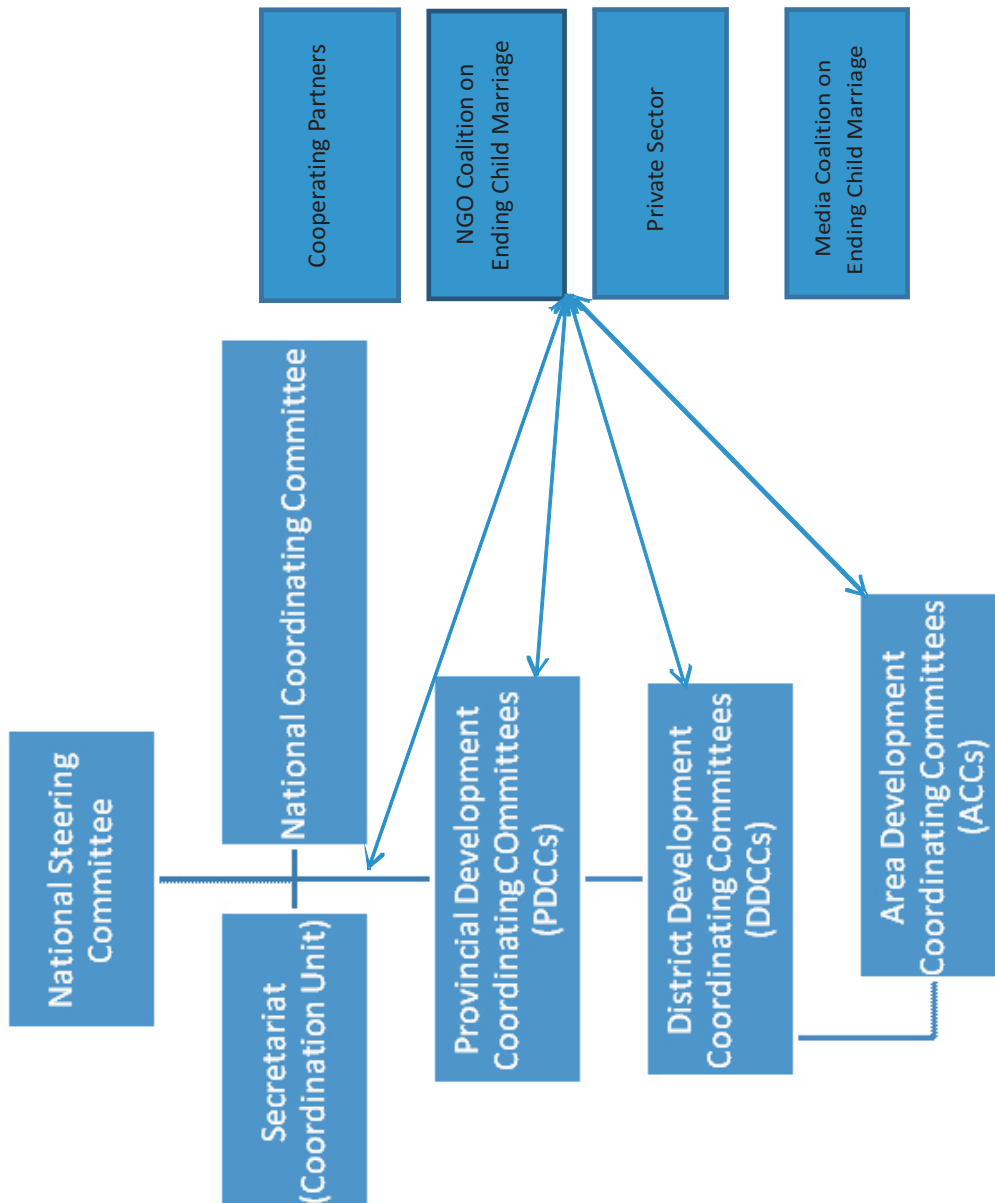 National Steering
Committee
Secretariat
(Coordination Unit)
National Coordinating Committee
Provincial Development
Coordinating COmmittees
(PDCCs)
District Development
Coordinating Committees
(DDCCs)
Area Development
Coordinating Committees
(ACCs)
Cooperating Partners
NGO Coalition on
Ending Child Marriage
Private Sector
Media Coalition on
Ending Child Marriage